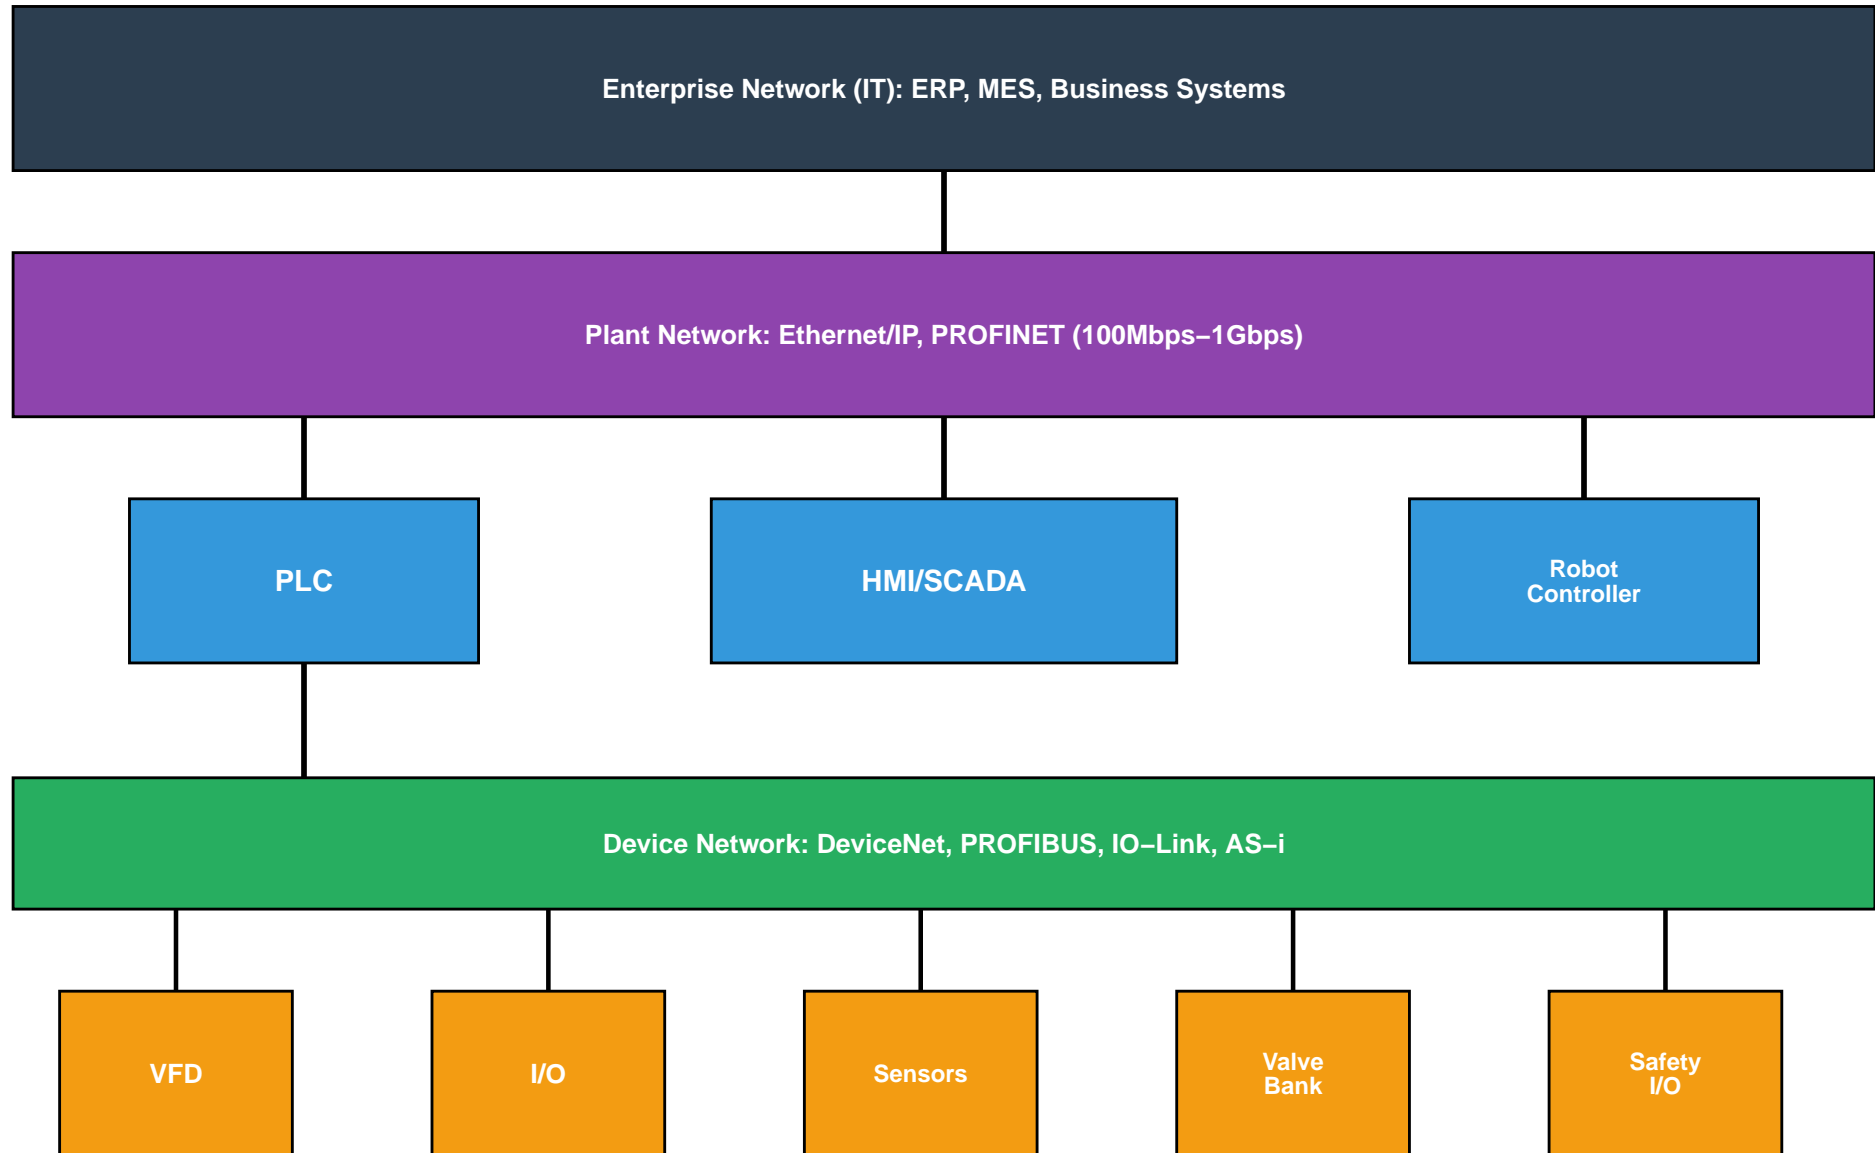 Enterprise Network (IT): ERP, MES, Business Systems
Plant Network: Ethernet/IP, PROFINET (100Mbps–1Gbps)
PLC
HMI/SCADA
Robot
Controller
Device Network: DeviceNet, PROFIBUS, IO–Link, AS–i
VFD
I/O
Sensors
Valve
Bank
Safety
I/O